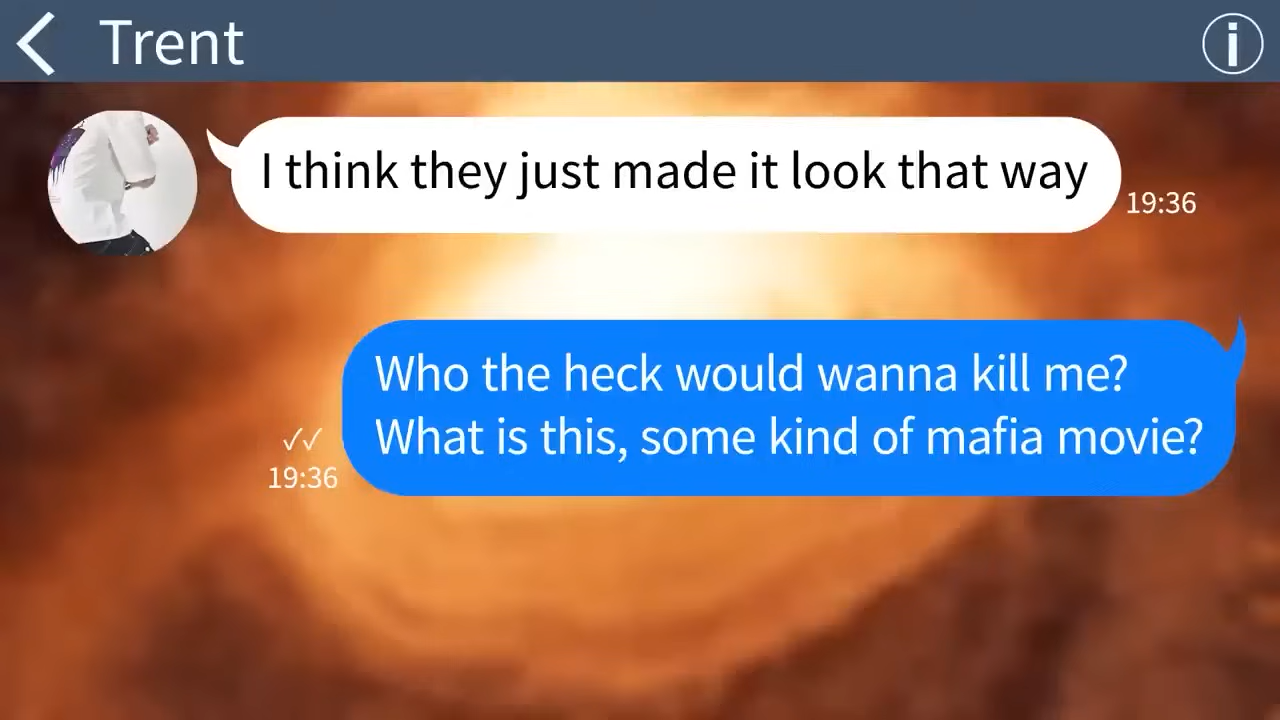 Trent
i
I think they just made it look that way
19:36
Who the heck would wanna kill me?
What is this, some kind of mafia movie?
✓✓
19:36